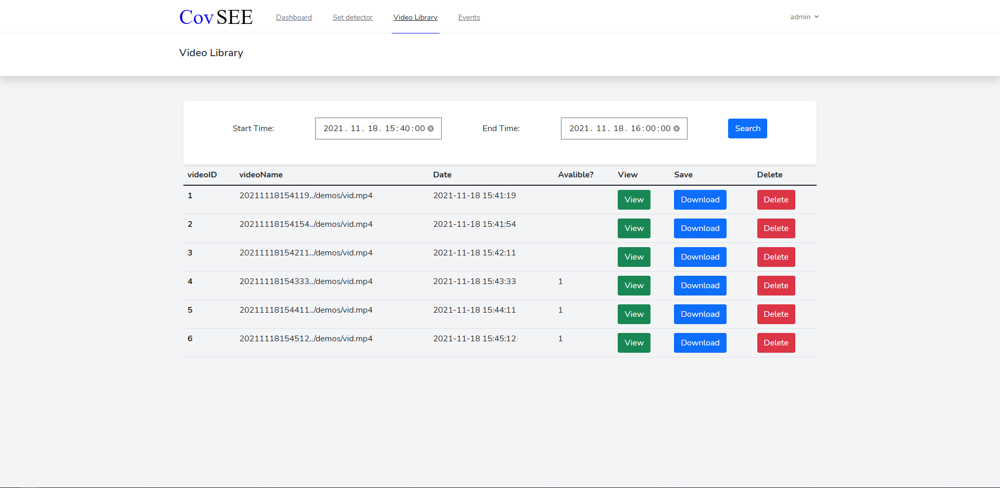 Cov SEE Dashboard Set detector Video Library Events admin
Video Library
Start Time: 2021. 11. 18. 15:40:00 End Time: 2021. 11. 18. 16:00:00 Search
videoID videoName Date Avalible? View Save Delete
1 20211118154119../demos/vid.mp4 2021-11-18 15:41:19 View Download Delete
2 20211118154154../demos/vid.mp4 2021-11-18 15:41:54 View Download Delete
3 20211118154211../demos/vid.mp4 2021-11-18 15:42:11 View Download Delete
4 20211118154333../demos/vid.mp4 2021-11-18 15:43:33 1 View Download Delete
5 20211118154411../demos/vid.mp4 2021-11-18 15:44:11 1 View Download Delete
6 20211118154512../demos/vid.mp4 2021-11-18 15:45:12 1 View Download Delete